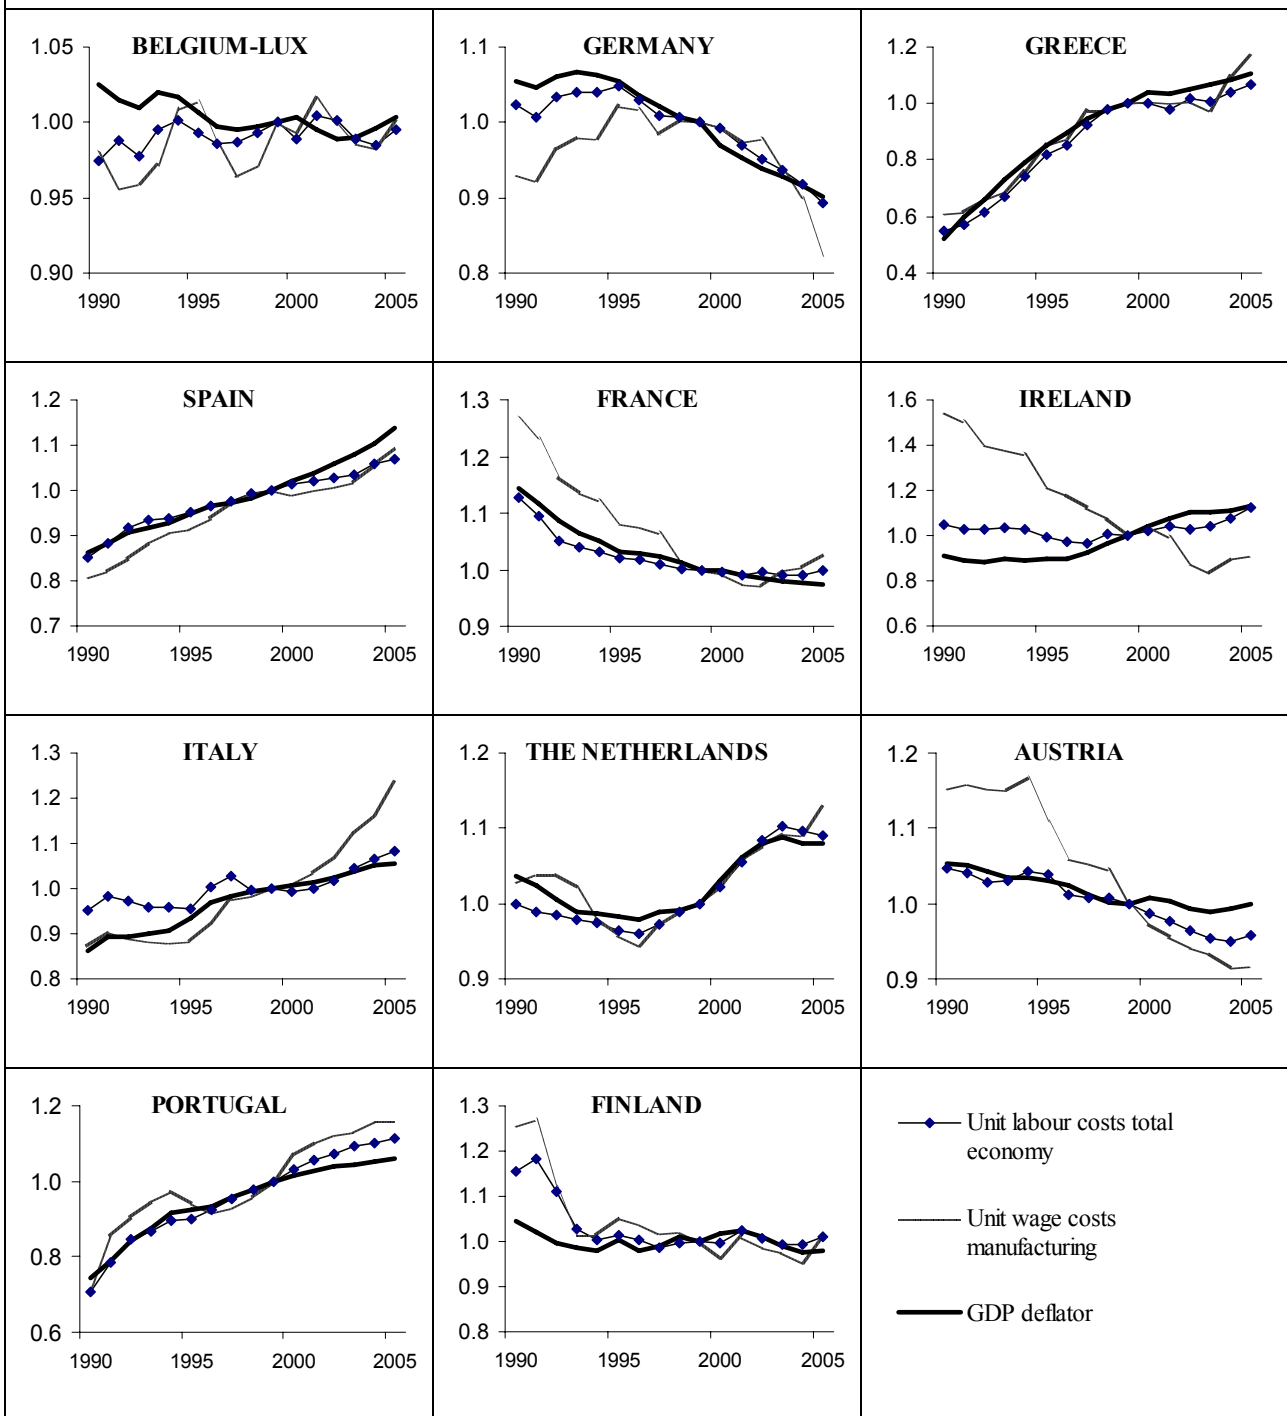 BELGIUM-LUX
1.05
1.00
0.95
0.90
1990 1995 2000 2005
GERMANY
1.1
1.0
0.9
0.8
1990 1995 2000 2005
GREECE
1.2
1.0
0.8
0.6
0.4
1990 1995 2000 2005
SPAIN
1.2
1.1
1.0
0.9
0.8
0.7
1990 1995 2000 2005
FRANCE
1.3
1.2
1.1
1.0
0.9
1990 1995 2000 2005
IRELAND
1.6
1.4
1.2
1.0
0.8
0.6
1990 1995 2000 2005
ITALY
1.3
1.2
1.1
1.0
0.9
0.8
1990 1995 2000 2005
THE NETHERLANDS
1.2
1.1
1.0
0.9
1990 1995 2000 2005
AUSTRIA
1.2
1.1
1.0
0.9
1990 1995 2000 2005
PORTUGAL
1.2
1.0
0.8
0.6
1990 1995 2000 2005
FINLAND
1.3
1.2
1.1
1.0
0.9
0.8
1990 1995 2000 2005
Unit labour costs total
economy
Unit wage costs
manufacturing
GDP deflator